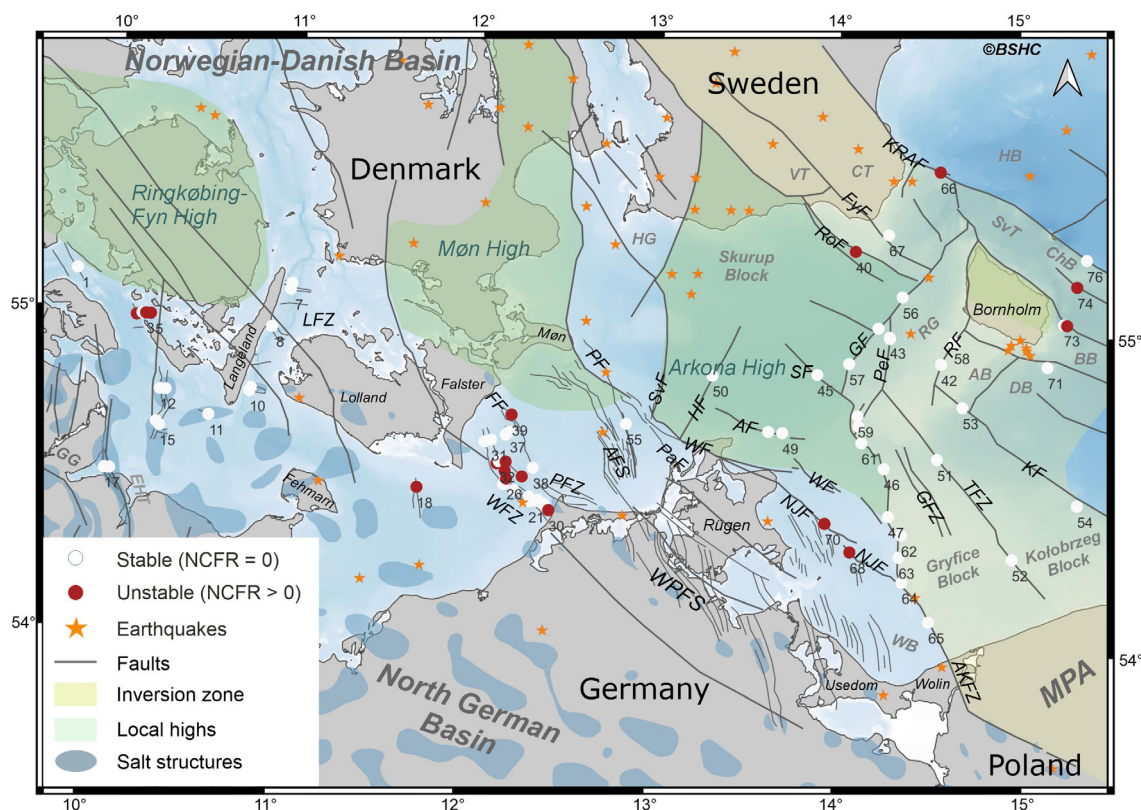 10° 11° 12° 13° 14° 15°
©BSHC
Norwegian-Danish Basin
Sweden
KRAF
HB
Denmark
VT
CT
66
Ringkøbing-
Fyn High
FyF
SvT
Møn High
HG
RoF
67
Skurup
Block
40
ChB
76
1
7
55°
55°
74
LFZ
56
Bornholm
35
8
Møn
RG
73
GF
43
PeF
RF
58
BB
Langeland
PF
Arkona High
SF
57
42
AB
71
DB
Falster
SvF
HF
50
45
12
10
Lolland
FF
53
11
39
55
AF
59
15
37
49
61
AFS
WF
31
PaF
KF
GG
17
32
38
WF
46
51
EHT
Fehmarn
18
26
PFZ
GFZ
TFZ
WFZ
21
30
Rügen
NJF
70
47
54
62
68
NJF
Gryfice
Block
Kołobrzeg
Block
63
52
WPFS
64
54°
WB
65
54°
Stable (NCFR = 0)
Unstable (NCFR > 0)
Earthquakes
Faults
Inversion zone
Local highs
Salt structures
North German
Basin
Germany
Usedom
Wolin
AKFZ
MPA
Poland
10° 11° 12° 13° 14° 15°